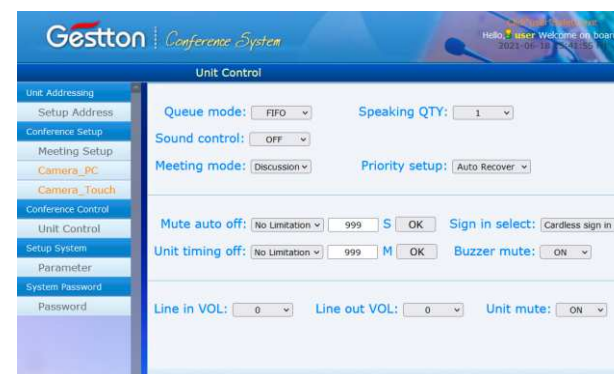 Gestton Conference System
Hello, user Welcome on boar
2021-06-18 15:41:55
Unit Control
Unit Addressing
Setup Address
Conference Setup
Meeting Setup
Camera_PC
Camera_Touch
Conference Control
Unit Control
Setup System
Parameter
System Password
Password
Queue mode: FIFO Speaking QTY: 1
Sound control: OFF
Meeting mode: Discussion Priority setup: Auto Recover
Mute auto off: No Limitation 999 S OK Sign in select: Cardless sign in
Unit timing off: No Limitation 999 M OK Buzzer mute: ON
Line in VOL: 0 Line out VOL: 0 Unit mute: ON